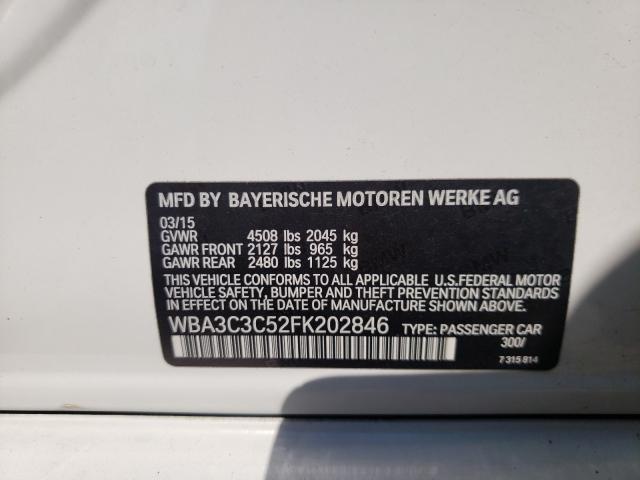 MFD BY BAYERISCHE MOTOREN WERKE AG
03/15
GVWR 4508 lbs 2045 kg
GAWR FRONT 2127 lbs 965 kg
GAWR REAR 2480 lbs 1125 kg
THIS VEHICLE CONFORMS TO ALL APPLICABLE U.S.FEDERAL MOTOR
VEHICLE SAFETY, BUMPER AND THEFT PREVENTION STANDARDS
IN EFFECT ON THE DATE OF MANUFACTURE SHOWN ABOVE.
WBA3C3C52FK202846 TYPE: PASSENGER CAR
300/
7 315 814